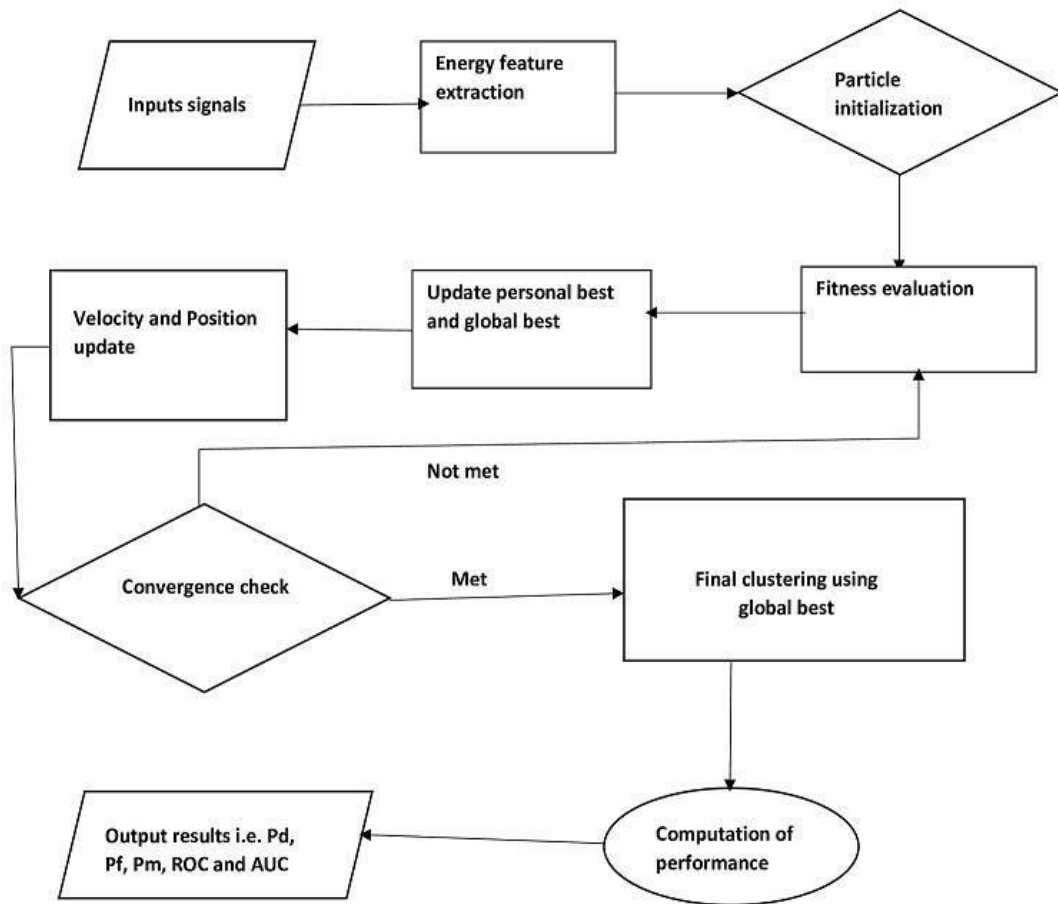 Inputs signals
Energy feature
extraction
Particle
initialization
Fitness evaluation
Update personal best
and global best
Velocity and Position
update
Not met
Convergence check
Met
Final clustering using
global best
Computation of
performance
Output results i.e. Pd,
Pf, Pm, ROC and AUC